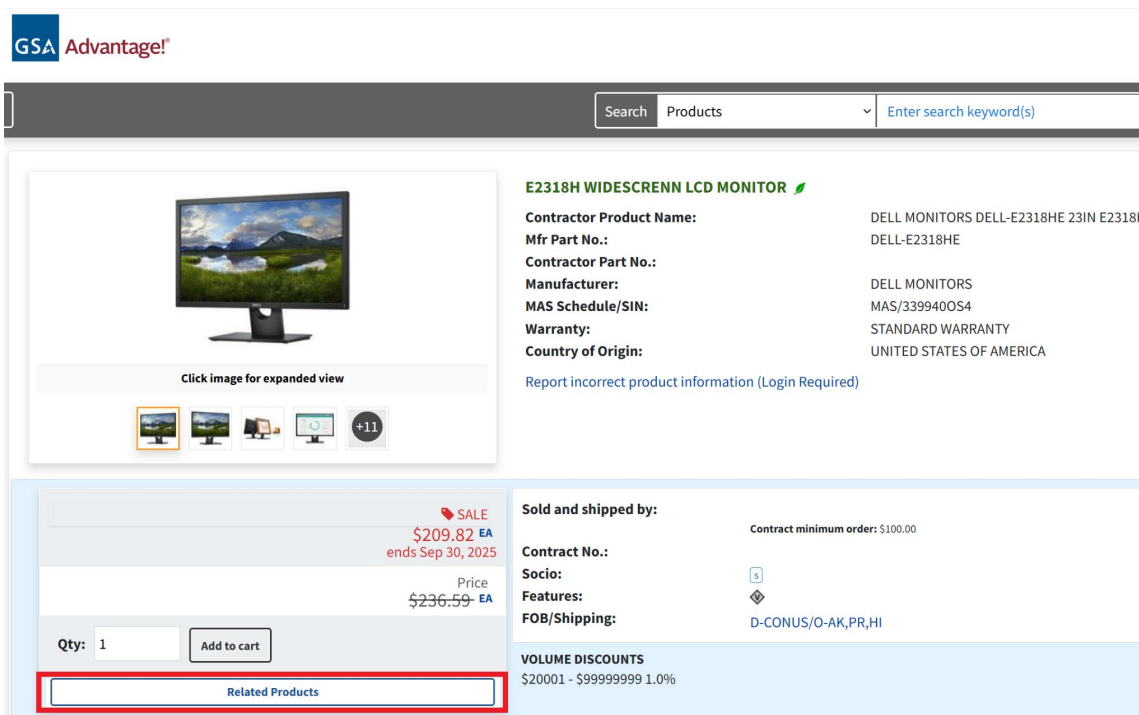 GSA Advantage!®
Search Products Enter search keyword(s)
E2318H WIDESCRENN LCD MONITOR
Contractor Product Name: DELL MONITORS DELL-E2318HE 23IN E2318H
Mfr Part No.: DELL-E2318HE
Contractor Part No.:
Manufacturer: DELL MONITORS
MAS Schedule/SIN: MAS/339940OS4
Warranty: STANDARD WARRANTY
Country of Origin: UNITED STATES OF AMERICA
Report incorrect product information (Login Required)
Click image for expanded view
+11
SALE
$209.82 EA
ends Sep 30, 2025
Price
$236.59 EA
Qty: 1 Add to cart
Related Products
Sold and shipped by:
Contract minimum order: $100.00
Contract No.:
Socio: s
Features: V
FOB/Shipping: D-CONUS/O-AK,PR,HI
VOLUME DISCOUNTS
$20001 - $99999999 1.0%